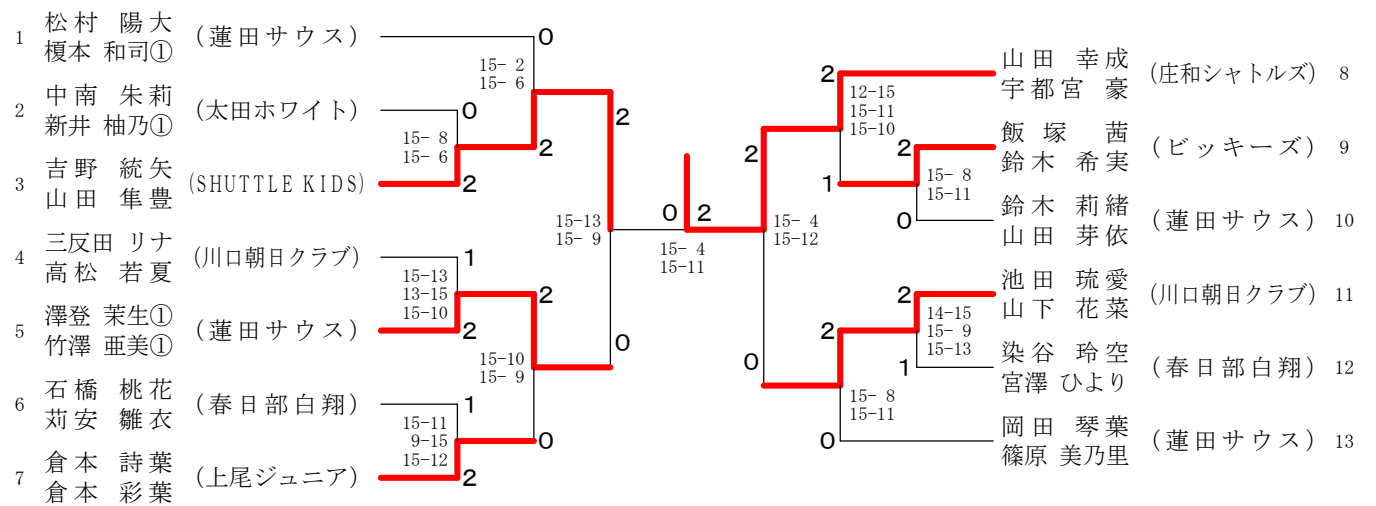 1 松村 陽大 (蓮田サウス) 0
榎本 和司①
15- 2
15- 6
2 中南 朱莉 (太田ホワイト) 0
新井 柚乃①
15- 8
15- 6
2
2
3 吉野 統矢 (SHUTTLE KIDS) 2
山田 隼豊
15-13
15- 9
4 三反田 リナ (川口朝日クラブ) 1
高松 若夏
15-13
13-15
15-10
2
5 澤登 茉生① (蓮田サウス) 2
竹澤 亜美①
15-10
15- 9
0
6 石橋 桃花 (春日部白翔) 1
苅安 雛衣
15-11
9-15
15-12
0
7 倉本 詩葉 (上尾ジュニア) 2
倉本 彩葉
0 2
15- 4
15-11
2 山田 幸成 (庄和シャトルズ) 8
宇都宮 豪
12-15
15-11
15-10
2
2 飯塚 茜 (ビッキーズ) 9
鈴木 希実
1
15- 8
15-11
0 鈴木 莉緒 (蓮田サウス) 10
山田 芽依
15- 4
15-12
2 池田 琉愛 (川口朝日クラブ) 11
山下 花菜
2
14-15
15- 9
15-13
0
1 染谷 玲空 (春日部白翔) 12
宮澤 ひより
15- 8
15-11
0 岡田 琴葉 (蓮田サウス) 13
篠原 美乃里